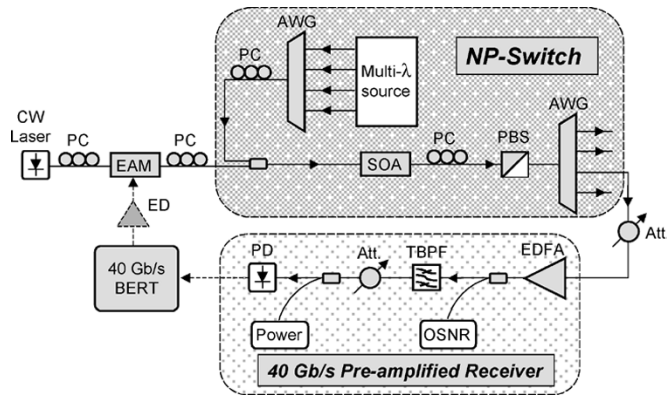 AWG
PC
Multi-λ
source
NP-Switch
AWG
CW
Laser
PC
EAM
PC
SOA
PC
PBS
ED
Att
40 Gb/s
BERT
PD
Att.
TBPF
EDFA
Power
OSNR
40 Gb/s Pre-amplified Receiver